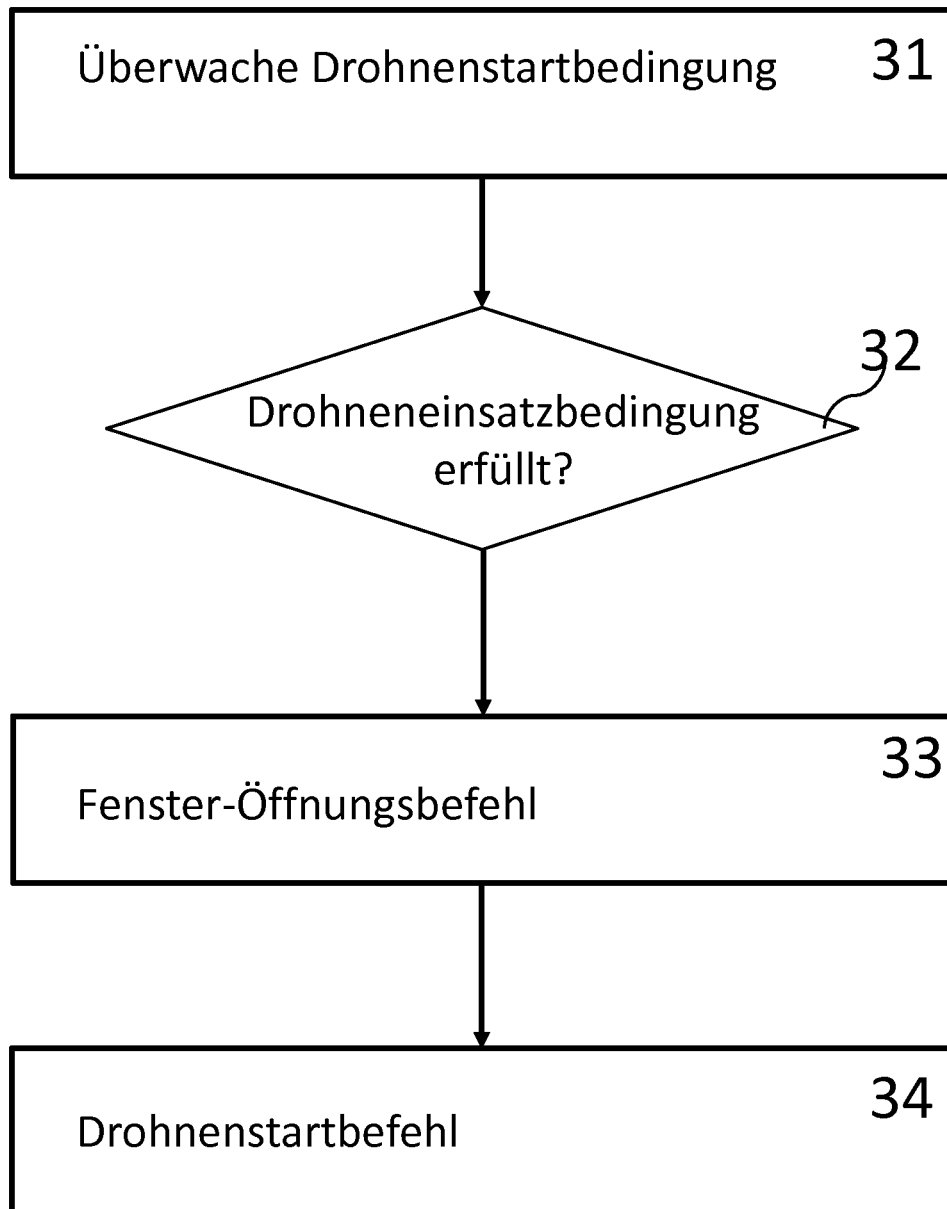 Überwache Drohnenstartbedingung 31
32
Drohneneinsatzbedingung
erfüllt?
33
Fenster-Öffnungsbefehl
34
Drohnenstartbefehl